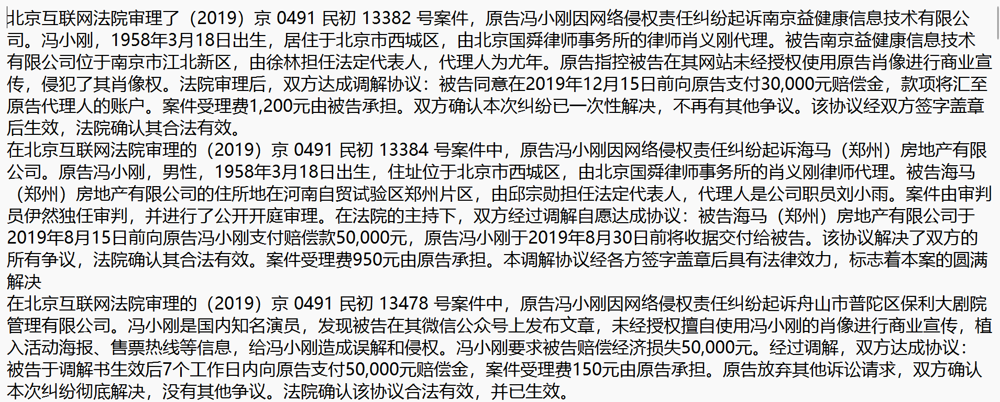 北京互联网法院审理了（2019）京 0491 民初 13382 号案件，原告冯小刚因网络侵权责任纠纷起诉南京益健康信息技术有限公
司。冯小刚，1958年3月18日出生，居住于北京市西城区，由北京国舜律师事务所的律师肖义刚代理。被告南京益健康信息技术
有限公司位于南京市江北新区，由徐林担任法定代表人，代理人为尤年。原告指控被告在其网站未经授权使用原告肖像进行商业宣
传，侵犯了其肖像权。法院审理后，双方达成调解协议：被告同意在2019年12月15日前向原告支付30,000元赔偿金，款项将汇至
原告代理人的账户。案件受理费1,200元由被告承担。双方确认本次纠纷已一次性解决，不再有其他争议。该协议经双方签字盖章
后生效，法院确认其合法有效。
在北京互联网法院审理的（2019）京 0491 民初 13384 号案件中，原告冯小刚因网络侵权责任纠纷起诉海马（郑州）房地产有限
公司。原告冯小刚，男性，1958年3月18日出生，住址位于北京市西城区，由北京国舜律师事务所的肖义刚律师代理。被告海马
（郑州）房地产有限公司的住所地在河南自贸试验区郑州片区，由邱宗勋担任法定代表人，代理人是公司职员刘小雨。案件由审判
员伊然独任审判，并进行了公开开庭审理。在法院的主持下，双方经过调解自愿达成协议：被告海马（郑州）房地产有限公司于
2019年8月15日前向原告冯小刚支付赔偿款50,000元，原告冯小刚于2019年8月30日前将收据交付给被告。该协议解决了双方的
所有争议，法院确认其合法有效。案件受理费950元由原告承担。本调解协议经各方签字盖章后具有法律效力，标志着本案的圆满
解决
在北京互联网法院审理的（2019）京 0491 民初 13478 号案件中，原告冯小刚因网络侵权责任纠纷起诉舟山市普陀区保利大剧院
管理有限公司。冯小刚是国内知名演员，发现被告在其微信公众号上发布文章，未经授权擅自使用冯小刚的肖像进行商业宣传，植
入活动海报、售票热线等信息，给冯小刚造成误解和侵权。冯小刚要求被告赔偿经济损失50,000元。经过调解，双方达成协议：
被告于调解书生效后7个工作日内向原告支付50,000元赔偿金，案件受理费150元由原告承担。原告放弃其他诉讼请求，双方确认
本次纠纷彻底解决，没有其他争议。法院确认该协议合法有效，并已生效。